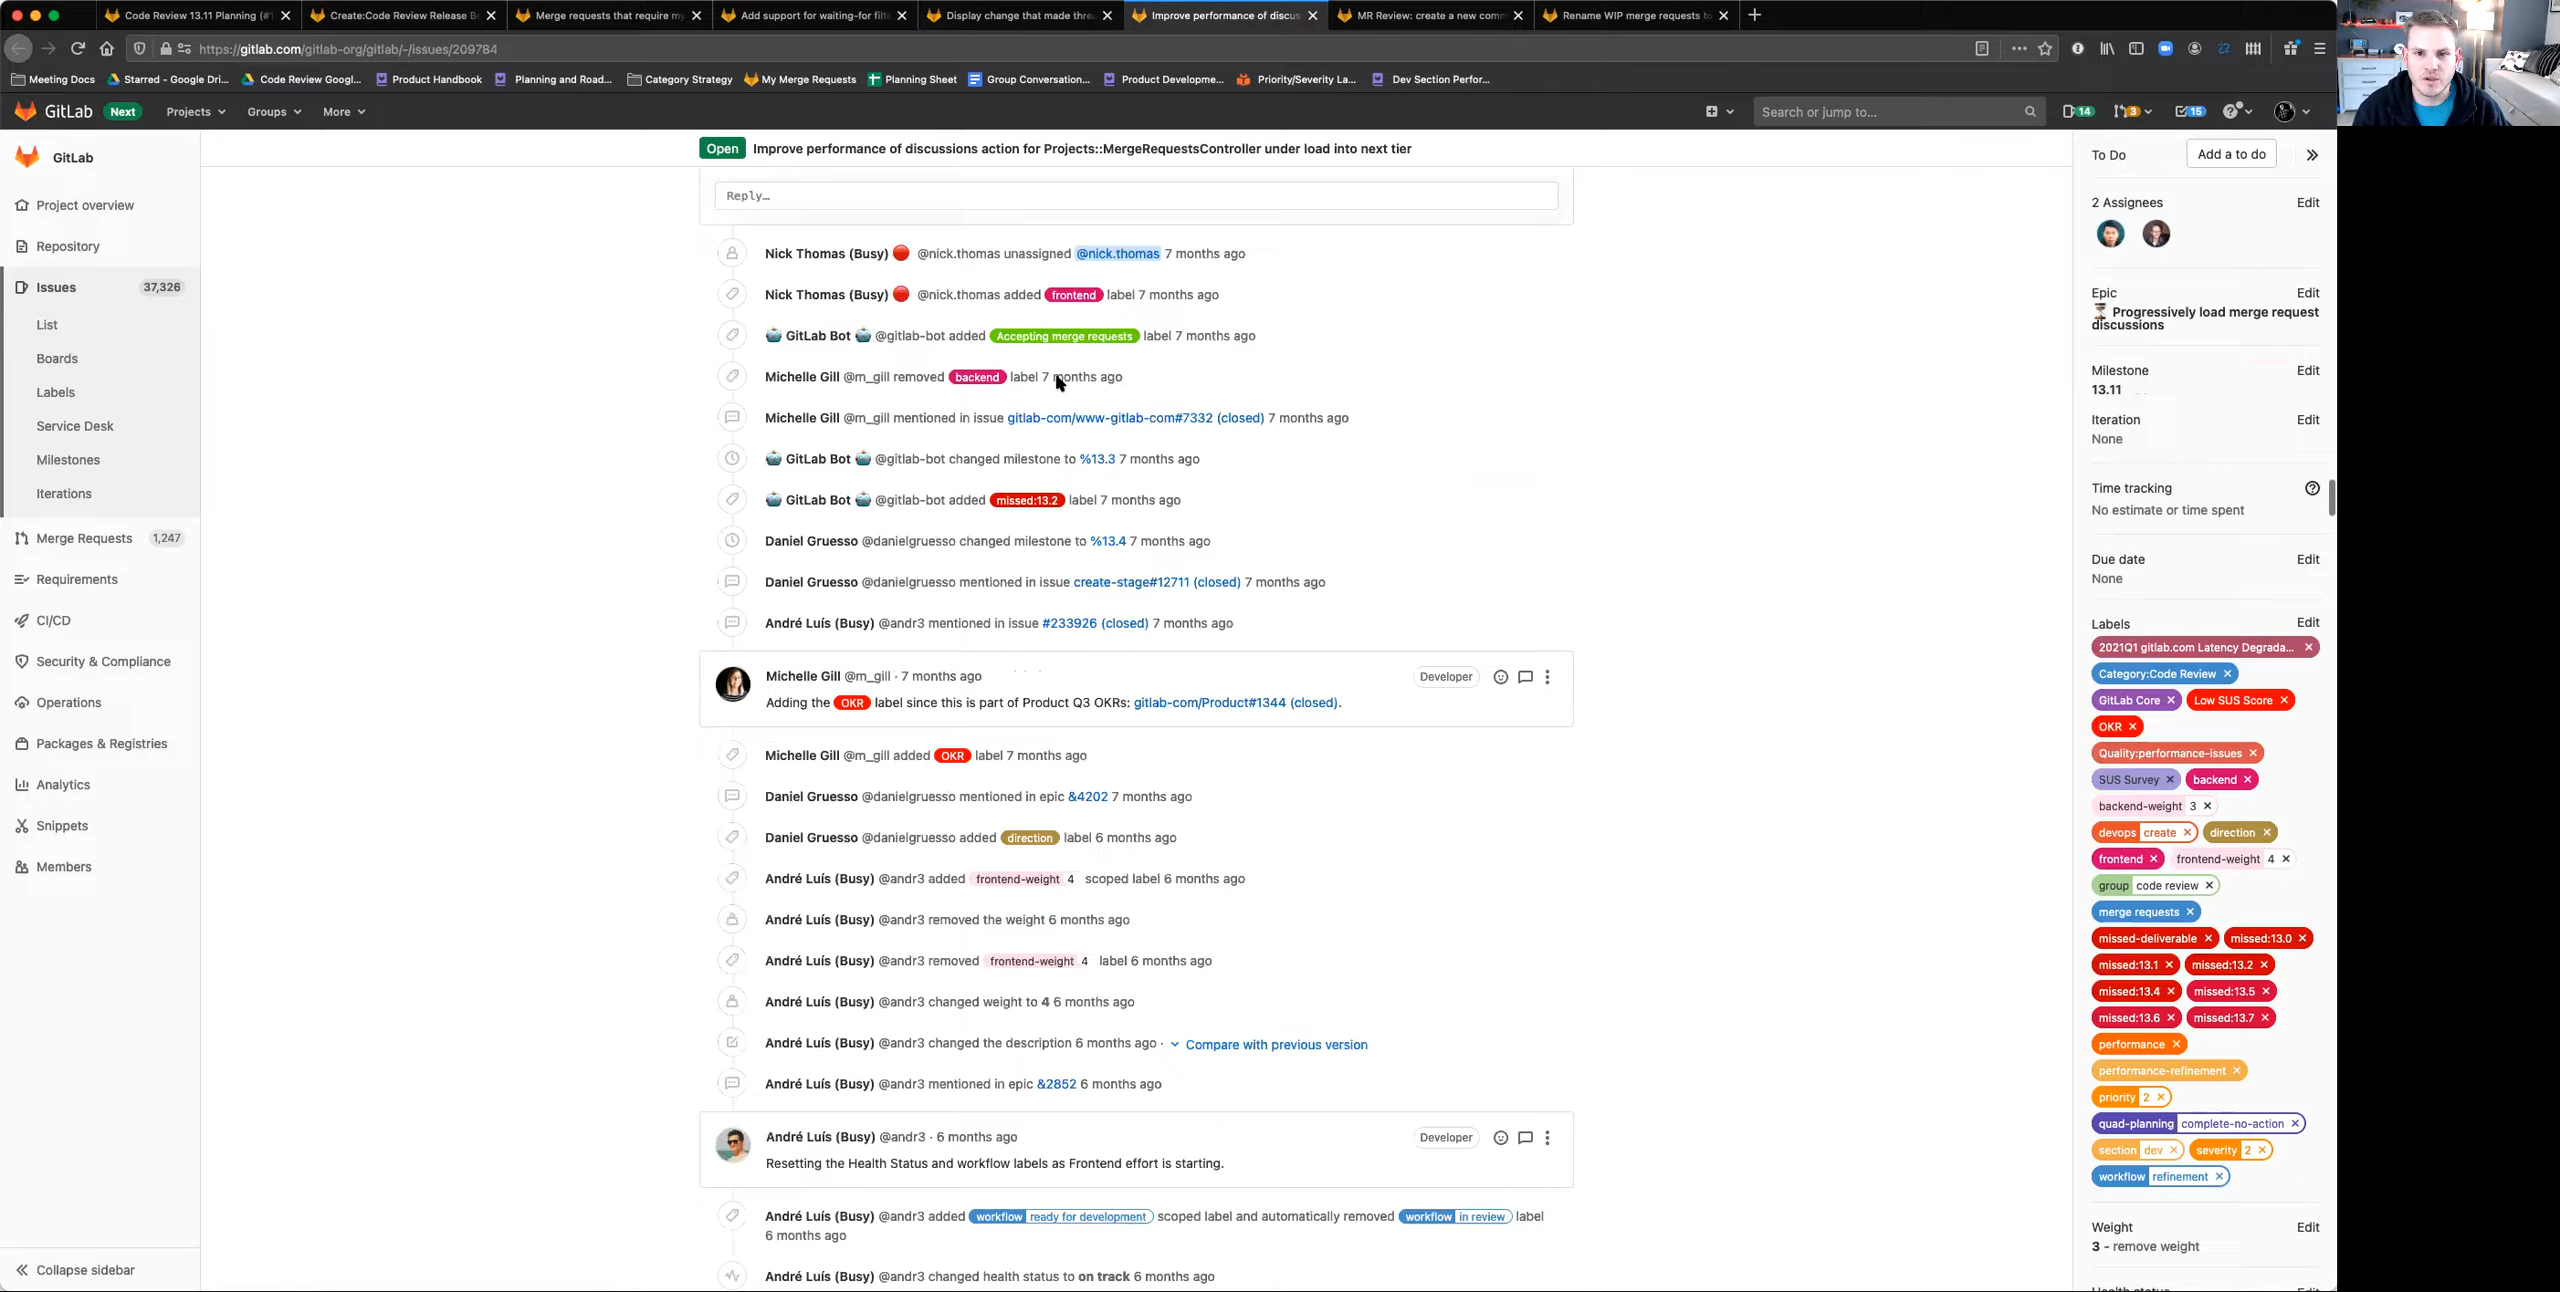 Code Review 13.11 Planning (#1
Create:Code Review Release B
Merge requests that require my
Add support for waiting-for filt
Display change that made thre
Improve performance of discus
MR Review: create a new com
Rename WIP merge requests to
https://gitlab.com/gitlab-org/gitlab/-/issues/209784
Meeting Docs
Starred - Google Dri...
Code Review Googl...
Product Handbook
Planning and Road...
Category Strategy
My Merge Requests
Planning Sheet
Group Conversation...
Product Developme...
Priority/Severity La...
Dev Section Perfor...
GitLab Next Projects Groups More
Search or jump to...
14 3 15
GitLab
Project overview
Repository
Issues 37,326
List
Boards
Labels
Service Desk
Milestones
Iterations
Merge Requests 1,247
Requirements
CI/CD
Security & Compliance
Operations
Packages & Registries
Analytics
Snippets
Members
Collapse sidebar
Open Improve performance of discussions action for Projects::MergeRequestsController under load into next tier
Reply...
Nick Thomas (Busy) @nick.thomas unassigned @nick.thomas 7 months ago
Nick Thomas (Busy) @nick.thomas added frontend label 7 months ago
GitLab Bot @gitlab-bot added Accepting merge requests label 7 months ago
Michelle Gill @m_gill removed backend label 7 months ago
Michelle Gill @m_gill mentioned in issue gitlab-com/www-gitlab-com#7332 (closed) 7 months ago
GitLab Bot @gitlab-bot changed milestone to %13.3 7 months ago
GitLab Bot @gitlab-bot added missed:13.2 label 7 months ago
Daniel Gruesso @danielgruesso changed milestone to %13.4 7 months ago
Daniel Gruesso @danielgruesso mentioned in issue create-stage#12711 (closed) 7 months ago
André Luís (Busy) @andr3 mentioned in issue #233926 (closed) 7 months ago
Michelle Gill @m_gill · 7 months ago Developer
Adding the OKR label since this is part of Product Q3 OKRs: gitlab-com/Product#1344 (closed).
Michelle Gill @m_gill added OKR label 7 months ago
Daniel Gruesso @danielgruesso mentioned in epic &4202 7 months ago
Daniel Gruesso @danielgruesso added direction label 6 months ago
André Luís (Busy) @andr3 added frontend-weight 4 scoped label 6 months ago
André Luís (Busy) @andr3 removed the weight 6 months ago
André Luís (Busy) @andr3 removed frontend-weight 4 label 6 months ago
André Luís (Busy) @andr3 changed weight to 4 6 months ago
André Luís (Busy) @andr3 changed the description 6 months ago · Compare with previous version
André Luís (Busy) @andr3 mentioned in epic &2852 6 months ago
André Luís (Busy) @andr3 · 6 months ago Developer
Resetting the Health Status and workflow labels as Frontend effort is starting.
André Luís (Busy) @andr3 added workflow ready for development scoped label and automatically removed workflow in review label
6 months ago
André Luís (Busy) @andr3 changed health status to on track 6 months ago
To Do Add a to do
2 Assignees Edit
Epic Edit
Progressively load merge request
discussions
Milestone Edit
13.11
Iteration Edit
None
Time tracking
No estimate or time spent
Due date Edit
None
Labels Edit
2021Q1 gitlab.com Latency Degrada...
Category:Code Review
GitLab Core Low SUS Score
OKR
Quality:performance-issues
SUS Survey backend
backend-weight 3
devops create direction
frontend frontend-weight 4
group code review
merge requests
missed-deliverable missed:13.0
missed:13.1 missed:13.2
missed:13.4 missed:13.5
missed:13.6 missed:13.7
performance
performance-refinement
priority 2
quad-planning complete-no-action
section dev severity 2
workflow refinement
Weight Edit
3 - remove weight